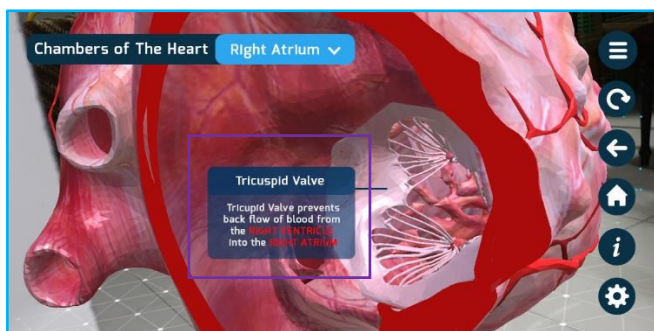 Chambers of The Heart
Right Atrium
Tricuspid Valve
Tricupid Valve prevents
back flow of blood from
the RIGHT VENTRICLE
into the RIGHT ATRIUM
i